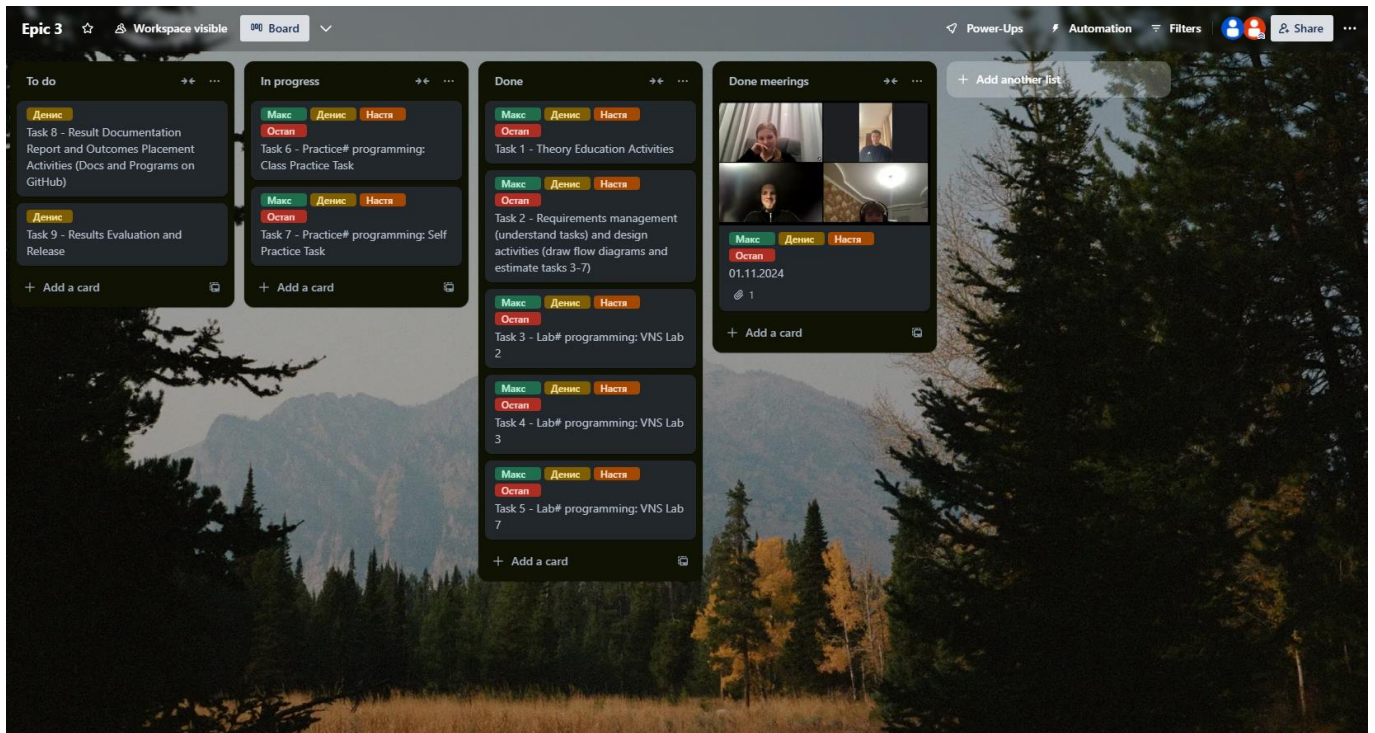 Epic 3
Workspace visible
Board
Power-Ups
Automation
Filters
Share
To do
Денис
Task 8 - Result Documentation
Report and Outcomes Placement
Activities (Docs and Programs on
GitHub)
Денис
Task 9 - Results Evaluation and
Release
+ Add a card
In progress
Макс Денис Настя
Остап
Task 6 - Practice# programming:
Class Practice Task
Макс Денис Настя
Остап
Task 7 - Practice# programming: Self
Practice Task
+ Add a card
Done
Макс Денис Настя
Остап
Task 1 - Theory Education Activities
Макс Денис Настя
Остап
Task 2 - Requirements management
(understand tasks) and design
activities (draw flow diagrams and
estimate tasks 3-7)
Макс Денис Настя
Остап
Task 3 - Lab# programming: VNS Lab
2
Макс Денис Настя
Остап
Task 4 - Lab# programming: VNS Lab
3
Макс Денис Настя
Остап
Task 5 - Lab# programming: VNS Lab
7
+ Add a card
Done meerings
Макс Денис Настя
Остап
01.11.2024
1
+ Add a card
+ Add another list